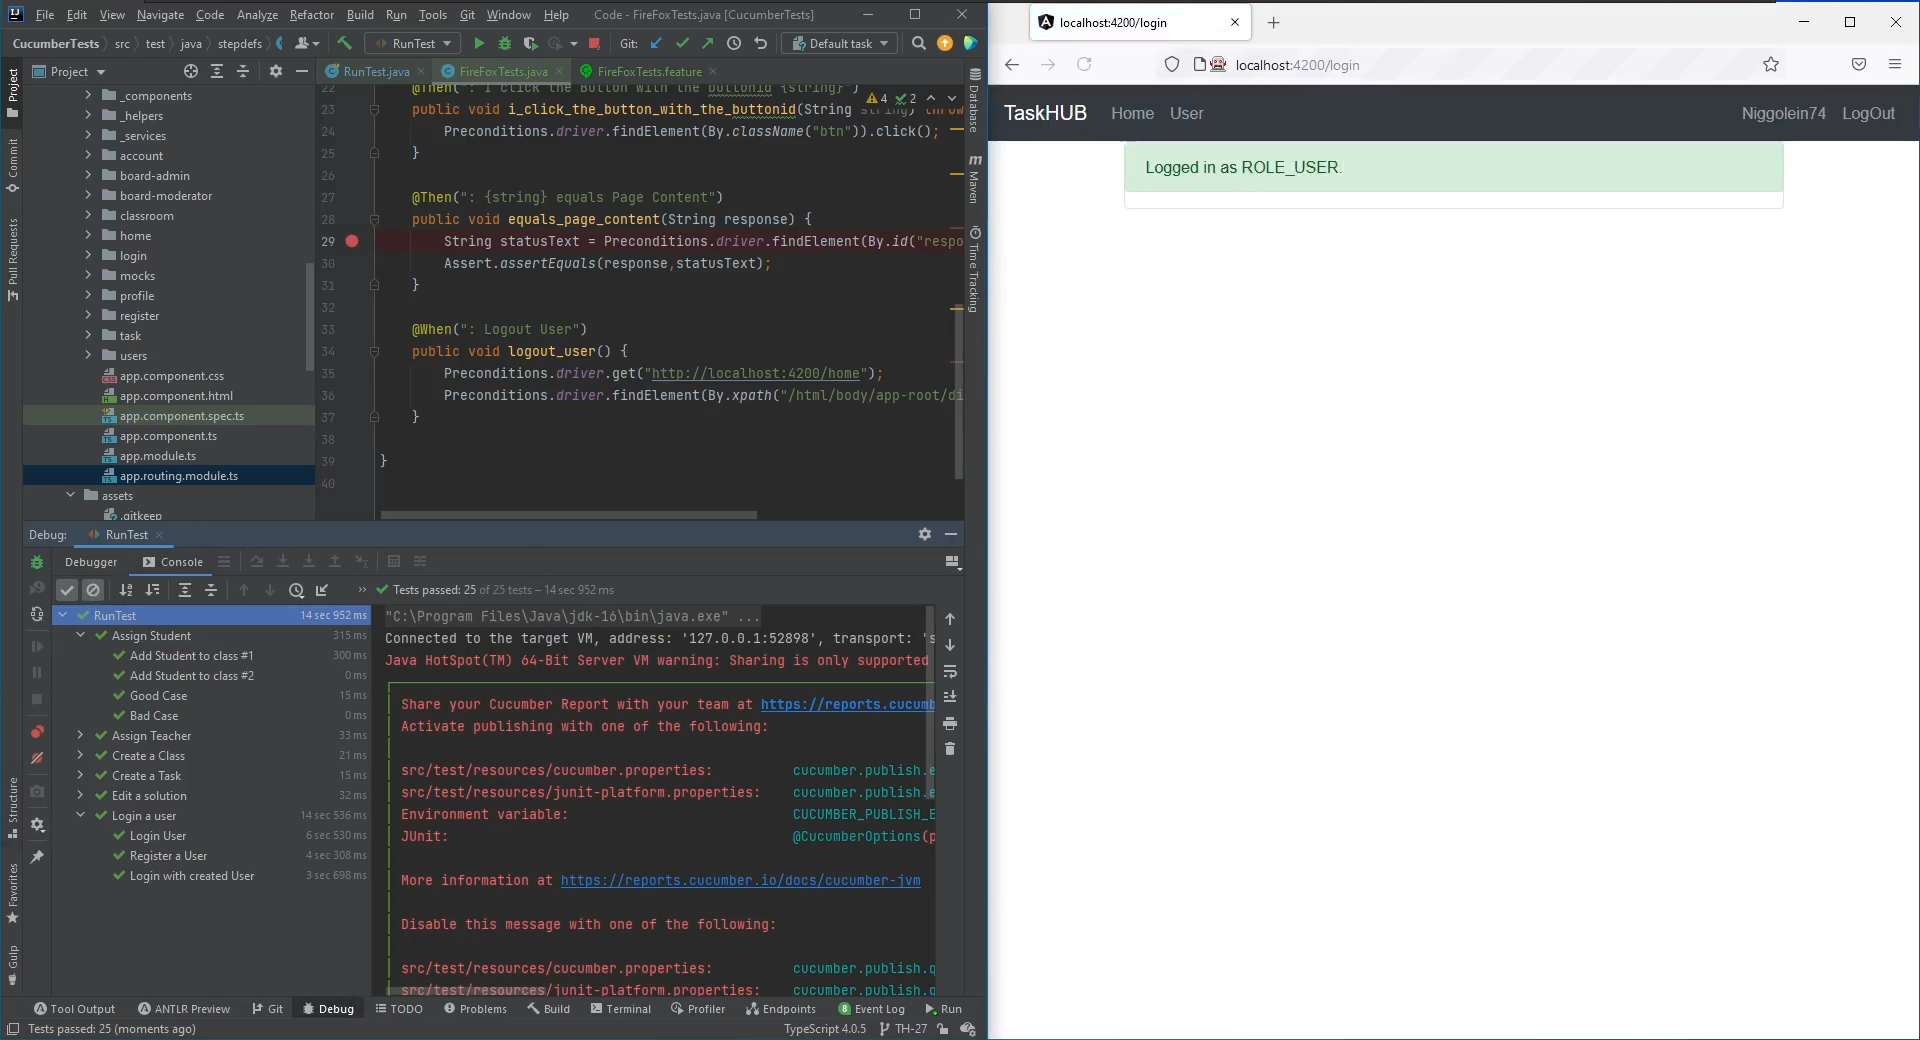 File Edit View Navigate Code Analyze Refactor Build Run Tools Git Window Help Code - FireFoxTests.java [CucumberTests]
CucumberTests src test java stepdefs RunTest Git: Default task
Project RunTest.java FireFoxTests.java FireFoxTests.feature
_components
_helpers
_services
account
board-admin
board-moderator
classroom
home
login
mocks
profile
register
task
users
app.component.css
app.component.html
app.component.spec.ts
app.component.ts
app.module.ts
app.routing.module.ts
assets
.gitkeep
4 2
22 @Then(": i click the Button with the buttonid {string}")
23 public void i_click_the_button_with_the_buttonid(String string) throw
24 Preconditions.driver.findElement(By.className("btn")).click();
25 }
26
27 @Then(": {string} equals Page Content")
28 public void equals_page_content(String response) {
29 String statusText = Preconditions.driver.findElement(By.id("respo
30 Assert.assertEquals(response,statusText);
31 }
32
33 @When(": Logout User")
34 public void logout_user() {
35 Preconditions.driver.get("http://localhost:4200/home");
36 Preconditions.driver.findElement(By.xpath("/html/body/app-root/di
37 }
38
39 }
40
Project
Commit
Pull Requests
Structure
Favorites
Gulp
Database
m Maven
Time Tracking
Debug: RunTest
Debugger Console
Tests passed: 25 of 25 tests – 14 sec 952 ms
RunTest 14 sec 952 ms
Assign Student 315 ms
Add Student to class #1 300 ms
Add Student to class #2 0 ms
Good Case 15 ms
Bad Case 0 ms
Assign Teacher 33 ms
Create a Class 21 ms
Create a Task 15 ms
Edit a solution 32 ms
Login a user 14 sec 536 ms
Login User 6 sec 530 ms
Register a User 4 sec 308 ms
Login with created User 3 sec 698 ms
"C:\Program Files\Java\jdk-16\bin\java.exe" ...
Connected to the target VM, address: '127.0.0.1:52898', transport: 's
Java HotSpot(TM) 64-Bit Server VM warning: Sharing is only supported
Share your Cucumber Report with your team at https://reports.cucumb
Activate publishing with one of the following:
src/test/resources/cucumber.properties: cucumber.publish.e
src/test/resources/junit-platform.properties: cucumber.publish.e
Environment variable: CUCUMBER_PUBLISH_E
JUnit: @CucumberOptions(p
More information at https://reports.cucumber.io/docs/cucumber-jvm
Disable this message with one of the following:
src/test/resources/cucumber.properties: cucumber.publish.q
src/test/resources/junit-platform.properties: cucumber.publish.q
Tool Output ANTLR Preview Git Debug TODO Problems Build Terminal Profiler Endpoints 8 Event Log Run
Tests passed: 25 (moments ago) TypeScript 4.0.5 TH-27
localhost:4200/login
localhost:4200/login
TaskHUB Home User Niggolein74 LogOut
Logged in as ROLE_USER.